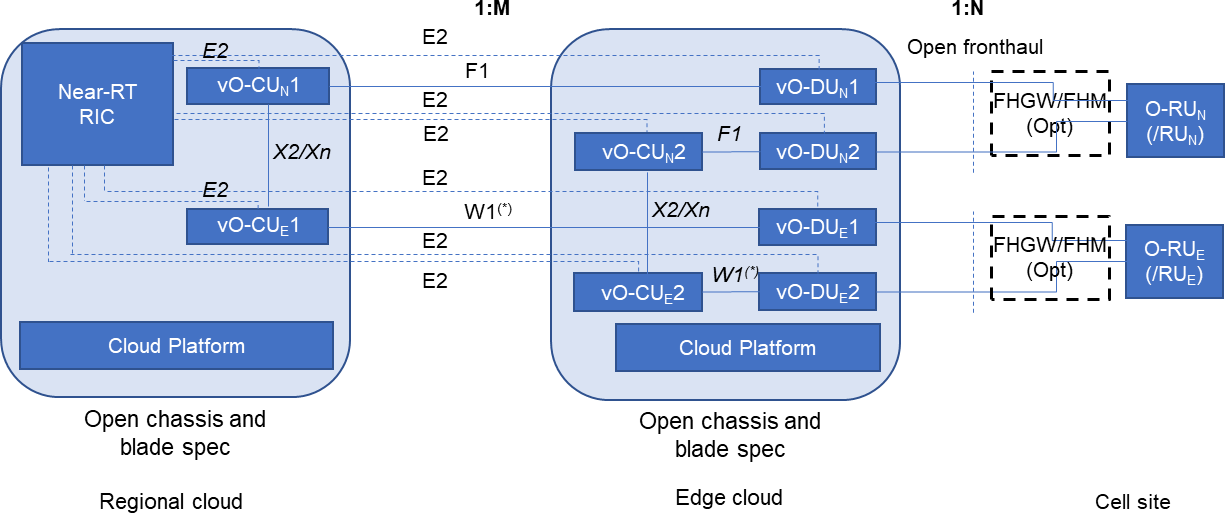 1:M
1:N
E2
E2
Open fronthaul
Near-RT
RIC
vO-CUN1
F1
vO-DUN1
FHGW/FHM
(Opt)
O-RUN
(/RUN)
E2
E2
X2/Xn
vO-CUN2
F1
vO-DUN2
E2
E2
vO-CUE1
W1(*)
X2/Xn
vO-DUE1
FHGW/FHM
(Opt)
O-RUE
(/RUE)
E2
E2
vO-CUE2
W1(*)
vO-DUE2
Cloud Platform
Cloud Platform
Open chassis and
blade spec
Open chassis and
blade spec
Regional cloud
Edge cloud
Cell site